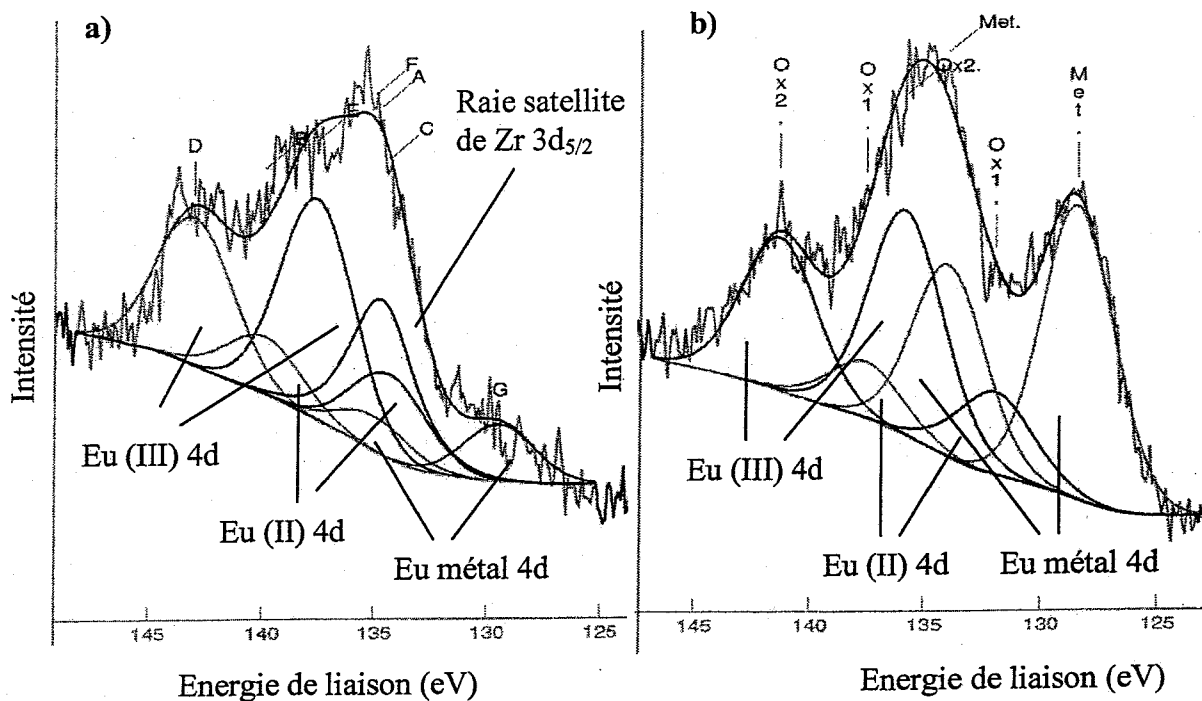 a)
F
A
E
B
C
D
Raie satellite
de Zr 3d5/2
G
Eu (III) 4d
Eu (II) 4d
Eu métal 4d
Intensité
145
140
135
130
125
Energie de liaison (eV)
b)
Met.
Ox2.
Ox2.
Ox1.
Ox1.
Met.
Eu (III) 4d
Eu (II) 4d
Eu métal 4d
Intensité
145
140
135
130
125
Energie de liaison (eV)